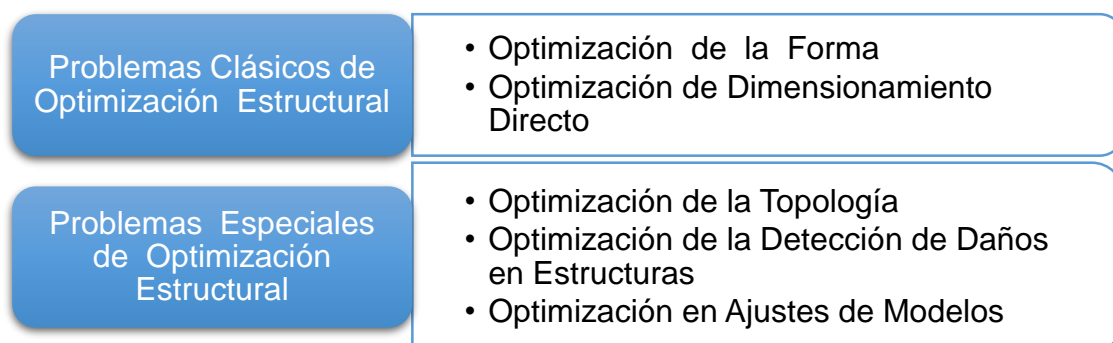 Problemas Clásicos de
Optimización Estructural
• Optimización de la Forma
• Optimización de Dimensionamiento
Directo
Problemas Especiales
de Optimización
Estructural
• Optimización de la Topología
• Optimización de la Detección de Daños
en Estructuras
• Optimización en Ajustes de Modelos